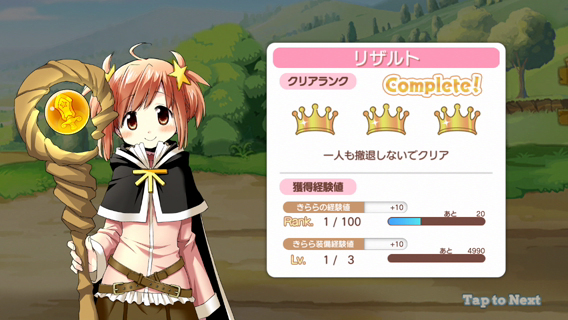 リザルト
クリアランク
Complete!
一人も撤退しないでクリア
獲得経験値
きららの経験値 +10
あと 20
Rank. 1 / 100
きらら装備経験値 +10
あと 4990
Lv. 1 / 3
Tap to Next